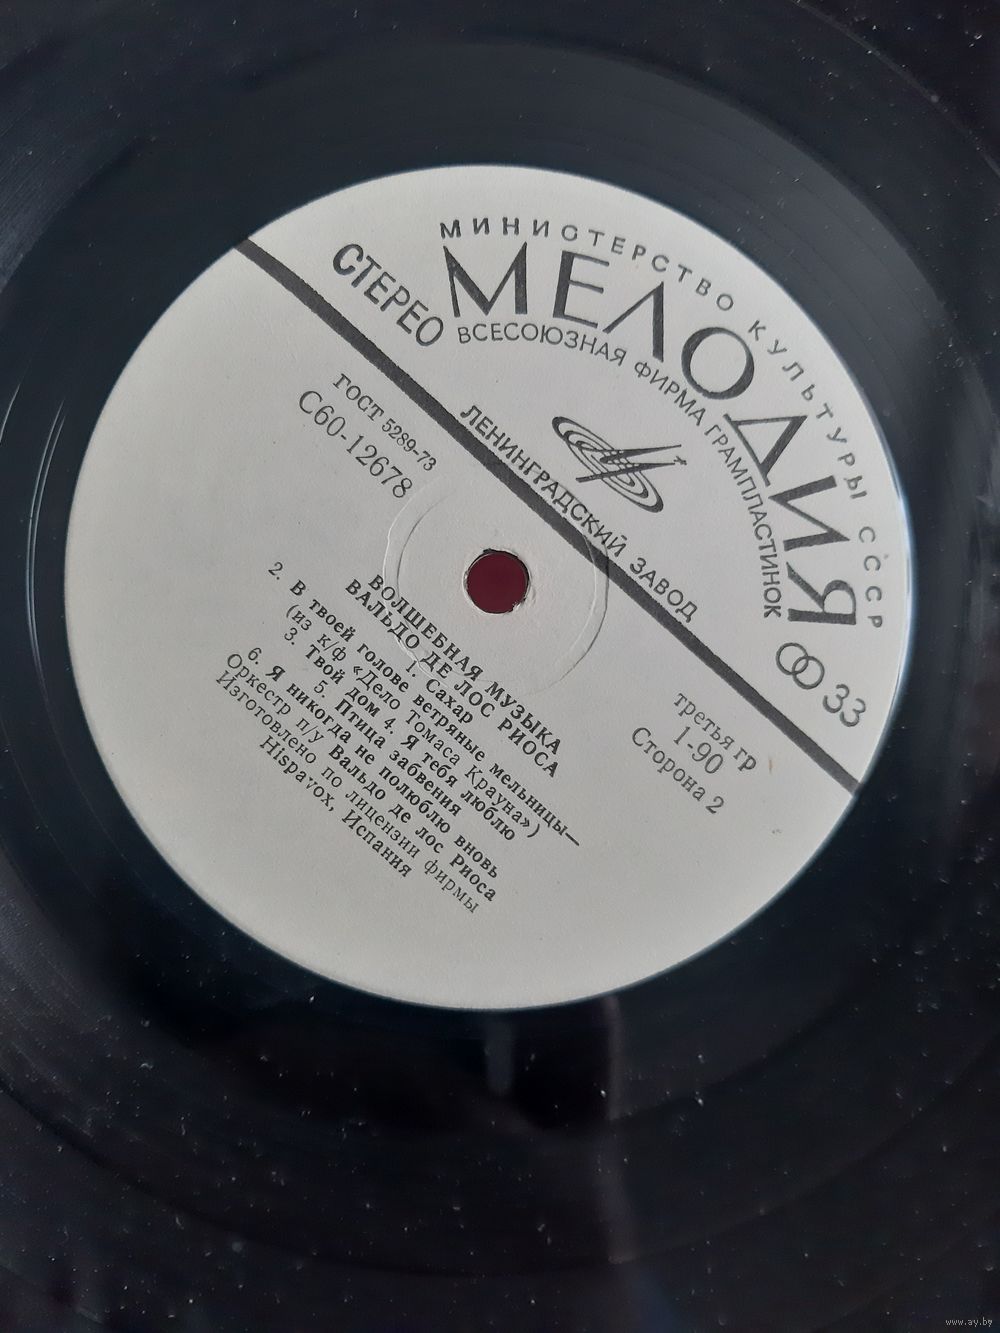 МИНИСТЕРСТВО КУЛЬТУРЫ СССР
МЕЛОДИЯ
ВСЕСОЮЗНАЯ ФИРМА ГРАМПЛАСТИНОК
СТЕРЕО
ЛЕНИНГРАДСКИЙ ЗАВОД
33
ГОСТ 5289-73
С60-12678
третья гр
1-90
Сторона 2
ВОЛШЕБНАЯ МУЗЫКА
ВАЛЬДО ДЕ ЛОС РИОСА
1. Сахар
2. В твоей голове ветряные мельницы—
(из к/ф «Дело Томаса Крауна»)
3. Твой дом 4. Я тебя люблю
5. Птица забвения
6. Я никогда не полюблю вновь
Оркестр п/у Вальдо де лос Риоса
Изготовлено по лицензии фирмы
Hispavox, Испания
www.ay.by